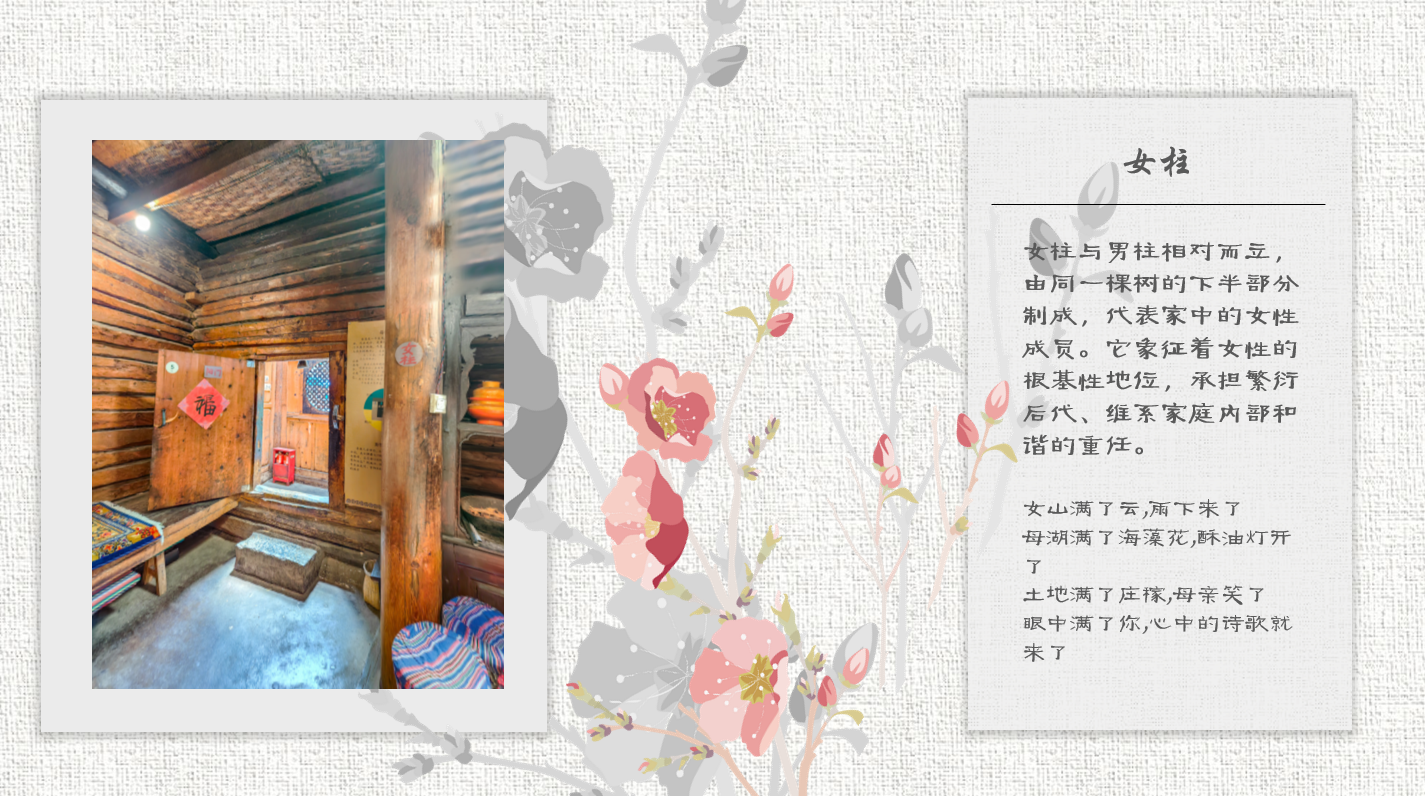 福
女柱
女柱与男柱相对而立，
由同一棵树的下半部分
制成，代表家中的女性
成员。它象征着女性的
根基性地位，承担繁衍
后代、维系家庭内部和
谐的重任。
女山满了云,雨下来了
母湖满了海藻花,酥油灯开
了
土地满了庄稼,母亲笑了
眼中满了你,心中的诗歌就
来了